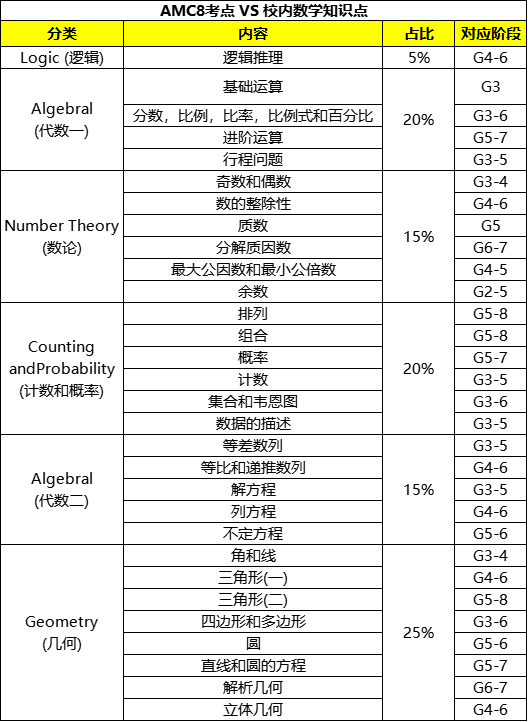 AMC8考点 VS 校内数学知识点
分类 内容 占比 对应阶段
Logic (逻辑) 逻辑推理 5% G4-6
Algebral (代数一) 20%
基础运算 G3
分数，比例，比率，比例式和百分比 G3-6
进阶运算 G5-7
行程问题 G3-5
Number Theory (数论) 15%
奇数和偶数 G3-4
数的整除性 G4-6
质数 G5
分解质因数 G6-7
最大公因数和最小公倍数 G4-5
余数 G2-5
Counting andProbability (计数和概率) 20%
排列 G5-8
组合 G5-8
概率 G5-7
计数 G3-5
集合和韦恩图 G3-6
数据的描述 G3-5
Algebral (代数二) 15%
等差数列 G3-5
等比和递推数列 G4-6
解方程 G3-5
列方程 G4-6
不定方程 G5-6
Geometry (几何) 25%
角和线 G3-4
三角形(一) G4-6
三角形(二) G5-8
四边形和多边形 G3-6
圆 G5-6
直线和圆的方程 G5-7
解析几何 G6-7
立体几何 G4-6